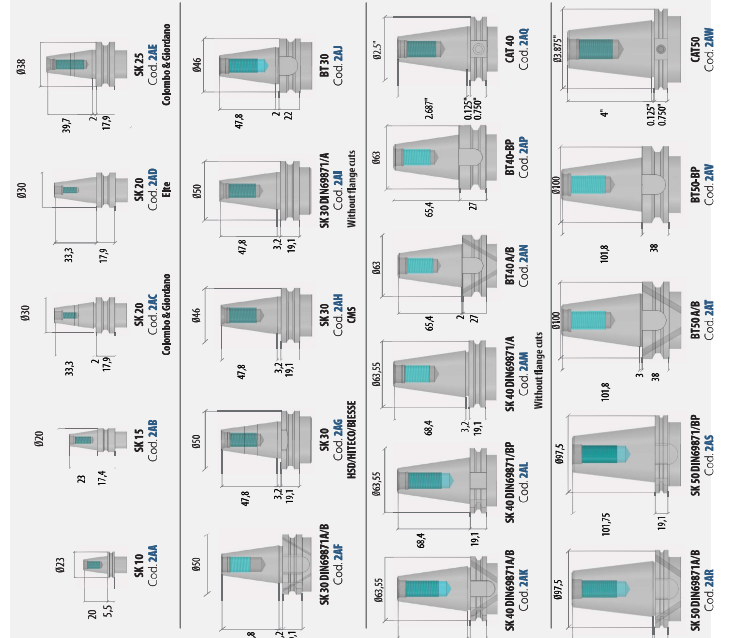 Ø23
20
5,5
SK 10
Cod. 2AA
Ø20
23
17,4
SK 15
Cod. 2AB
Ø30
33,3
2
17,9
SK 20
Cod. 2AC
Colombo & Giordano
Ø30
33,3
17,9
SK 20
Cod. 2AD
Elte
Ø38
39,7
2
17,9
SK 25
Cod. 2AE
Colombo & Giordano
Ø50
SK 30 DIN69871A/B
Cod. 2AF
Ø50
47,8
3,2
19,1
SK 30
Cod. 2AG
HSD/HITECO/BIESSE
Ø46
47,8
3,2
19,1
SK 30
Cod. 2AH
CMS
Ø50
47,8
3,2
19,1
SK 30 DIN69871/A
Cod. 2AI
Without flange cuts
Ø46
47,8
2
22
BT 30
Cod. 2AJ
Ø63,55
SK 40 DIN69871A/B
Cod. 2AK
Ø63,55
68,4
19,1
SK 40 DIN69871/BP
Cod. 2AL
Ø63,55
68,4
3,2
19,1
SK 40 DIN69871/A
Cod. 2AM
Without flange cuts
Ø63
65,4
2
27
BT40 A/B
Cod. 2AN
Ø63
65,4
27
BT40-BP
Cod. 2AP
Ø2.5"
2.687"
0.125"
0.750"
CAT 40
Cod. 2AQ
Ø97,5
SK 50 DIN69871A/B
Cod. 2AR
Ø97,5
101,75
19,1
SK 50 DIN69871/BP
Cod. 2AS
Ø100
101,8
3
38
BT50 A/B
Cod. 2AT
Ø100
101,8
38
BT50-BP
Cod. 2AV
Ø3.875"
4"
0.125"
0.750"
CAT50
Cod. 2AW